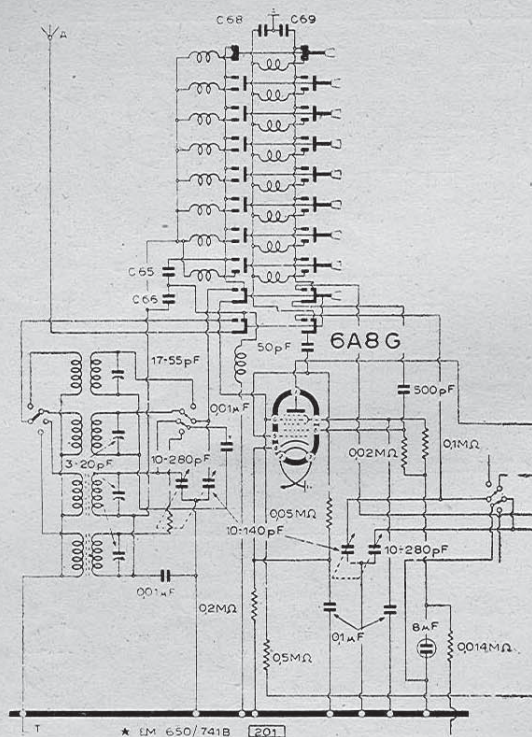 C68 C69
A
C65
C66
50pF
6A8G
17-55pF
0,01µF
500pF
3-20pF
10-280pF
0,02MΩ
0,1MΩ
0,05MΩ
10÷140pF
10÷280pF
0,01µF
0,2MΩ
0,1µF
8µF
0,5MΩ
0,014MΩ
T
★ EM 650/741B 201